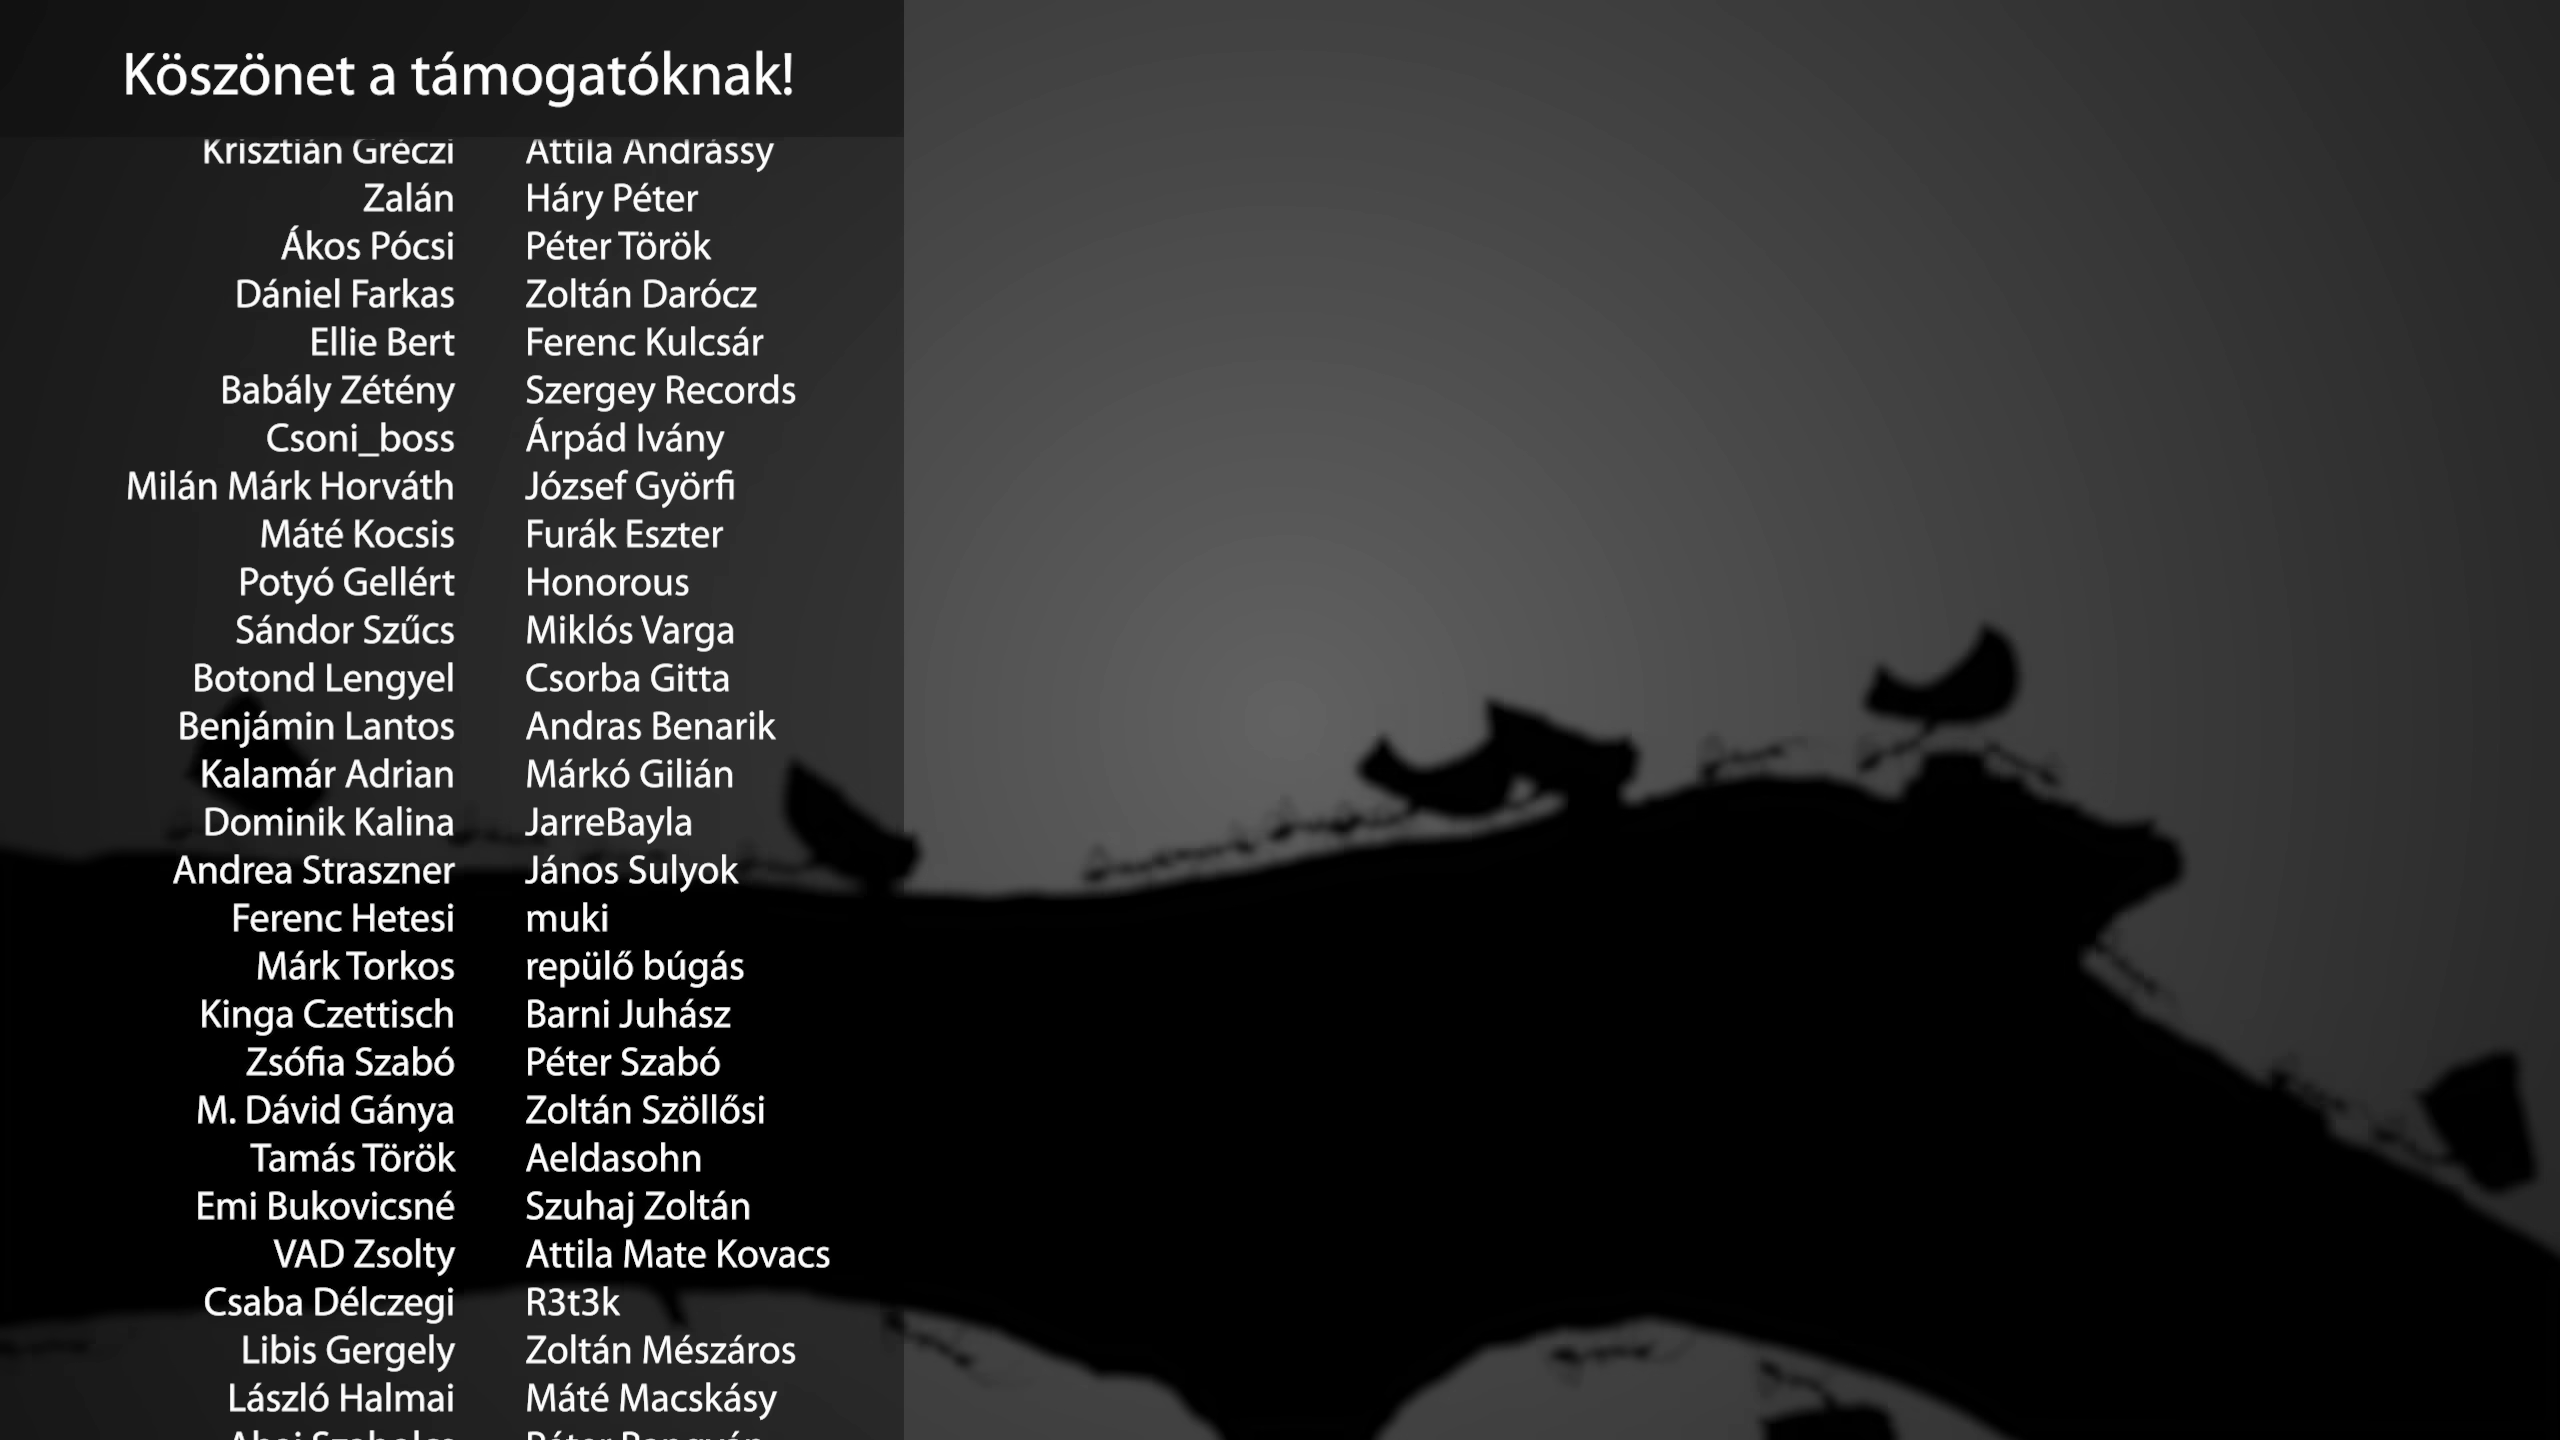 Köszönet a támogatóknak!
Krisztián Gréczi Attila Andrássy
Zalán Háry Péter
Ákos Pócsi Péter Török
Dániel Farkas Zoltán Darócz
Ellie Bert Ferenc Kulcsár
Babály Zétény Szergey Records
Csoni_boss Árpád Ivány
Milán Márk Horváth József Györfi
Máté Kocsis Furák Eszter
Potyó Gellért Honorous
Sándor Szűcs Miklós Varga
Botond Lengyel Csorba Gitta
Benjámin Lantos Andras Benarik
Kalamár Adrian Márkó Gilián
Dominik Kalina JarreBayla
Andrea Straszner János Sulyok
Ferenc Hetesi muki
Márk Torkos repülő búgás
Kinga Czettisch Barni Juhász
Zsófia Szabó Péter Szabó
M. Dávid Gánya Zoltán Szöllősi
Tamás Török Aeldasohn
Emi Bukovicsné Szuhaj Zoltán
VAD Zsolty Attila Mate Kovacs
Csaba Délczegi R3t3k
Libis Gergely Zoltán Mészáros
László Halmai Máté Macskásy